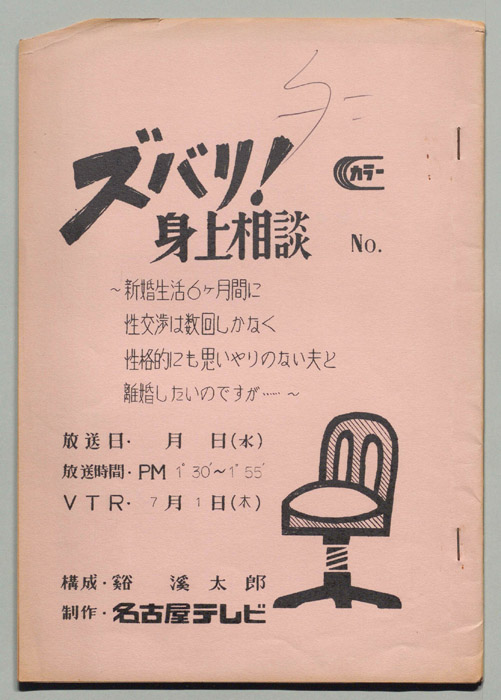 ズバリ!
カラー
身上相談 No.
～新婚生活6ヶ月間に
性交渉は数回しかなく
性格的にも思いやりのない夫と
離婚したいのですが……～
放送日・ 月 日(水)
放送時間・PM 1°30'～1°55'
VTR・ 7月1日(木)
構成・谿 溪太郎
制作・名古屋テレビ